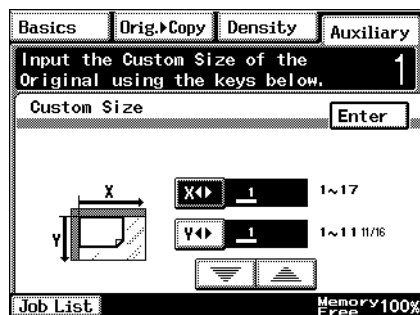 Basics Orig.▸Copy Density Auxiliary
Input the Custom Size of the
Original using the keys below. 1
Custom Size
Enter
X
X◂▸ 1 1~17
Y
Y◂▸ 1 1~11 11/16
Job List Memory Free 100%